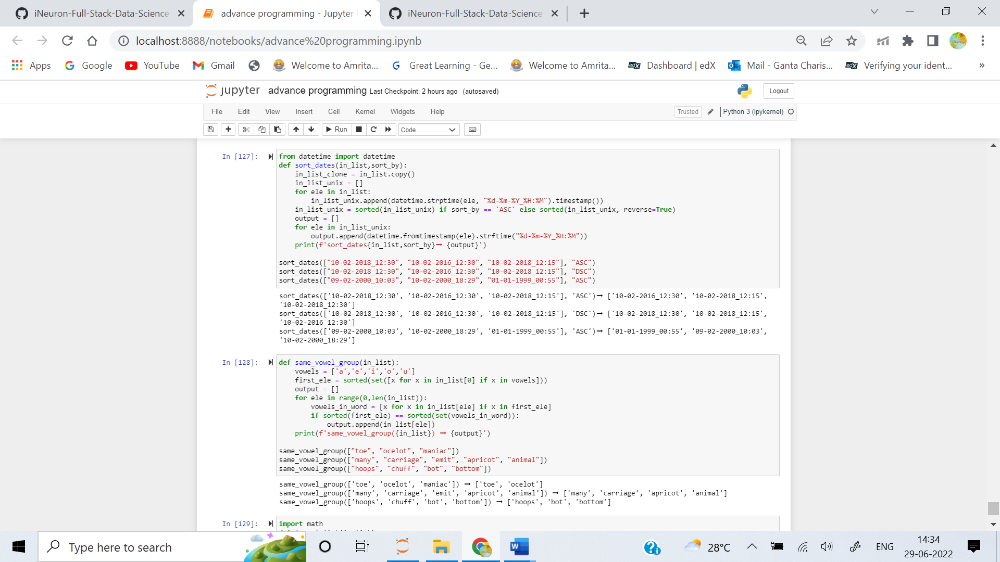 iNeuron-Full-Stack-Data-Science
advance programming - Jupyter
iNeuron-Full-Stack-Data-Science
localhost:8888/notebooks/advance%20programming.ipynb
Apps Google YouTube Gmail Welcome to Amrita... Great Learning - Ge... Welcome to Amrita... Dashboard | edX Mail - Ganta Charis... Verifying your ident... »
jupyter advance programming Last Checkpoint: 2 hours ago (autosaved) Logout
File Edit View Insert Cell Kernel Widgets Help Trusted Python 3 (ipykernel)
Run Code
In [127]: from datetime import datetime
def sort_dates(in_list,sort_by):
    in_list_clone = in_list.copy()
    in_list_unix = []
    for ele in in_list:
        in_list_unix.append(datetime.strptime(ele, "%d-%m-%Y_%H:%M").timestamp())
    in_list_unix = sorted(in_list_unix) if sort_by == 'ASC' else sorted(in_list_unix, reverse=True)
    output = []
    for ele in in_list_unix:
        output.append(datetime.fromtimestamp(ele).strftime("%d-%m-%Y_%H:%M"))
    print(f'sort_dates{in_list,sort_by}➞ {output}')
sort_dates(["10-02-2018_12:30", "10-02-2016_12:30", "10-02-2018_12:15"], "ASC")
sort_dates(["10-02-2018_12:30", "10-02-2016_12:30", "10-02-2018_12:15"], "DSC")
sort_dates(["09-02-2000_10:03", "10-02-2000_18:29", "01-01-1999_00:55"], "ASC")
sort_dates(['10-02-2018_12:30', '10-02-2016_12:30', '10-02-2018_12:15'], 'ASC')➞ ['10-02-2016_12:30', '10-02-2018_12:15',
'10-02-2018_12:30']
sort_dates(['10-02-2018_12:30', '10-02-2016_12:30', '10-02-2018_12:15'], 'DSC')➞ ['10-02-2018_12:30', '10-02-2018_12:15',
'10-02-2016_12:30']
sort_dates(['09-02-2000_10:03', '10-02-2000_18:29', '01-01-1999_00:55'], 'ASC')➞ ['01-01-1999_00:55', '09-02-2000_10:03',
'10-02-2000_18:29']
In [128]: def same_vowel_group(in_list):
    vowels = ['a','e','i','o','u']
    first_ele = sorted(set([x for x in in_list[0] if x in vowels]))
    output = []
    for ele in range(0,len(in_list)):
        vowels_in_word = [x for x in in_list[ele] if x in first_ele]
        if sorted(first_ele) == sorted(set(vowels_in_word)):
            output.append(in_list[ele])
    print(f'same_vowel_group({in_list}) ➞ {output}')
same_vowel_group(["toe", "ocelot", "maniac"])
same_vowel_group(["many", "carriage", "emit", "apricot", "animal"])
same_vowel_group(["hoops", "chuff", "bot", "bottom"])
same_vowel_group(['toe', 'ocelot', 'maniac']) ➞ ['toe', 'ocelot']
same_vowel_group(['many', 'carriage', 'emit', 'apricot', 'animal']) ➞ ['many', 'carriage', 'apricot', 'animal']
same_vowel_group(['hoops', 'chuff', 'bot', 'bottom']) ➞ ['hoops', 'bot', 'bottom']
In [129]: import math
Type here to search
28°C
ENG
14:34
29-06-2022